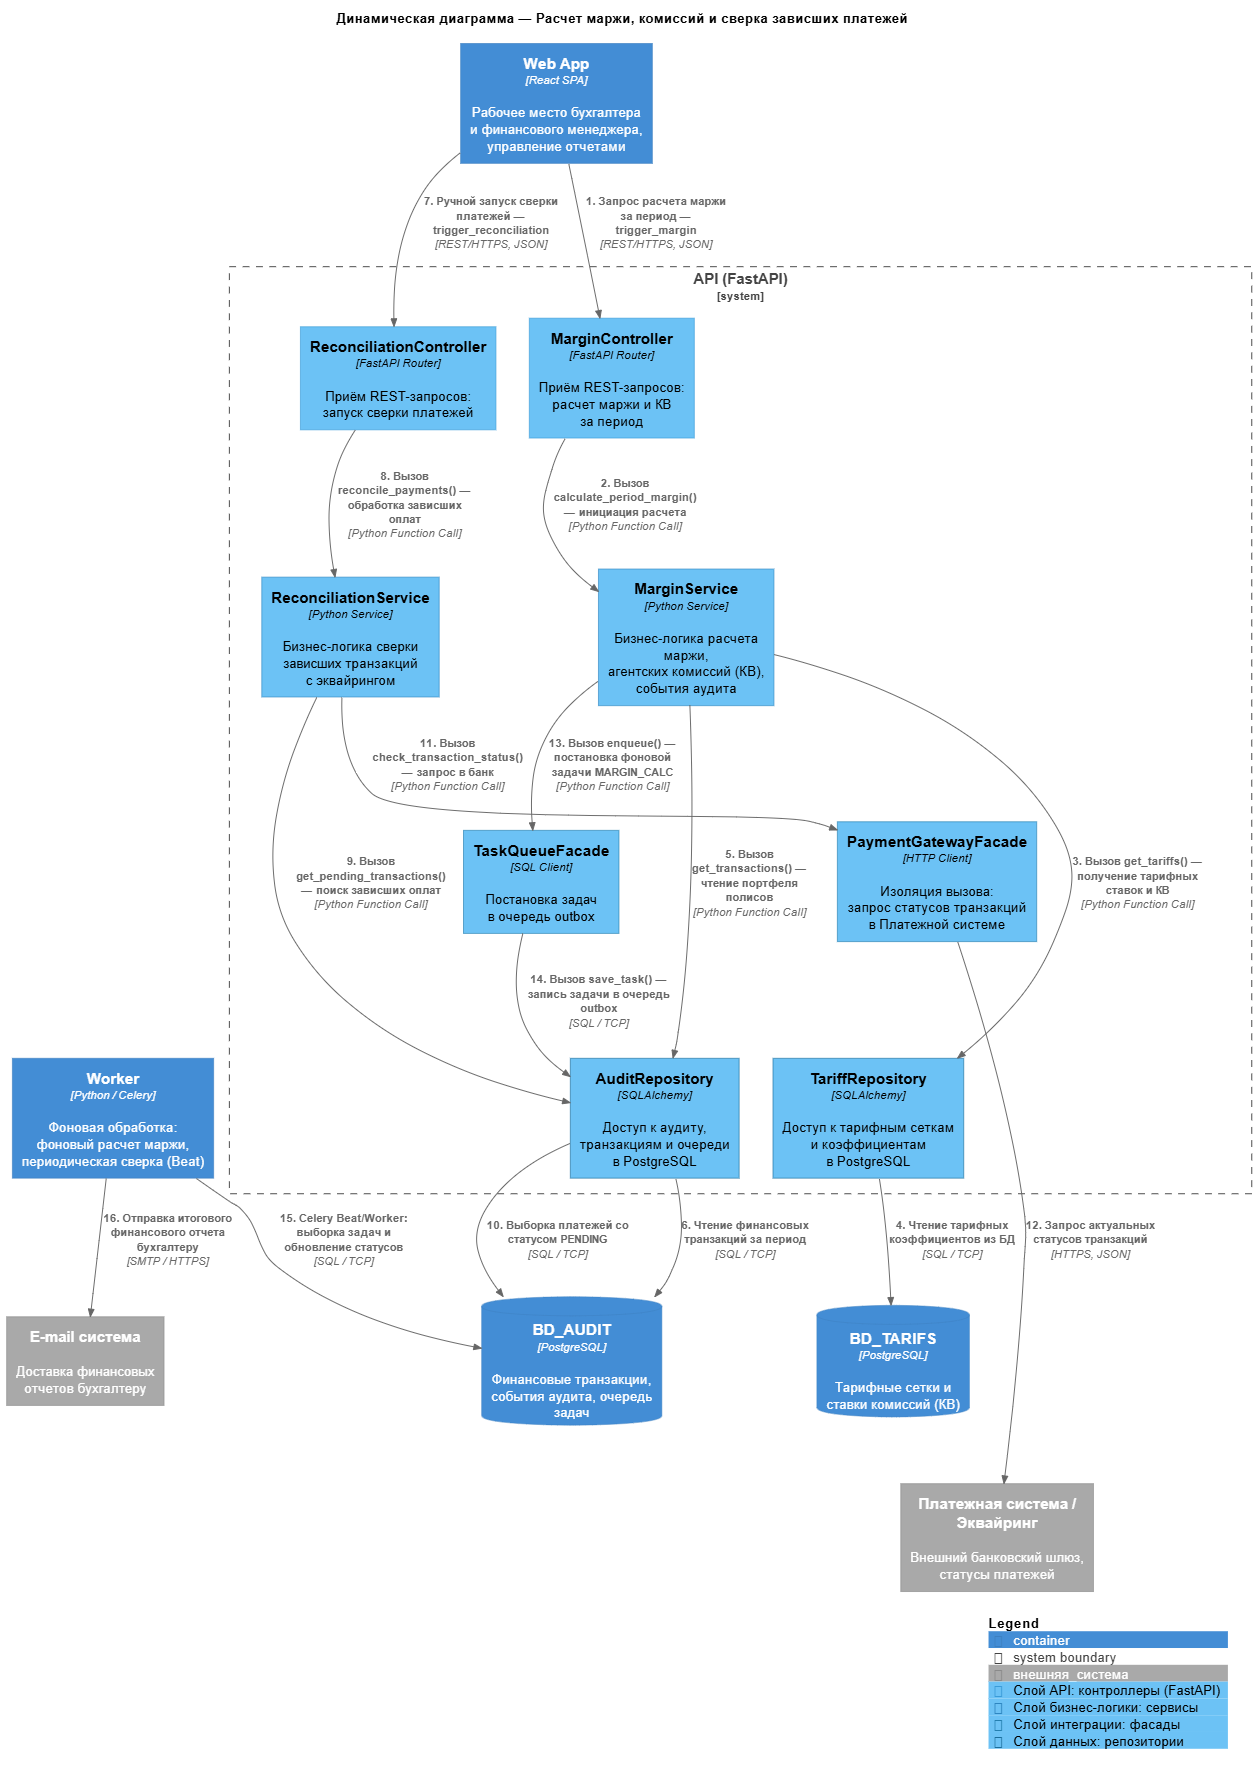 Динамическая диаграмма — Расчет маржи, комиссий и сверка зависших платежей
Web App
[React SPA]
Рабочее место бухгалтера
и финансового менеджера,
управление отчетами
7. Ручной запуск сверки
платежей —
trigger_reconciliation
[REST/HTTPS, JSON]
1. Запрос расчета маржи
за период —
trigger_margin
[REST/HTTPS, JSON]
API (FastAPI)
[system]
ReconciliationController
[FastAPI Router]
Приём REST-запросов:
запуск сверки платежей
MarginController
[FastAPI Router]
Приём REST-запросов:
расчет маржи и КВ
за период
8. Вызов
reconcile_payments() —
обработка зависших
оплат
[Python Function Call]
2. Вызов
calculate_period_margin()
— инициация расчета
[Python Function Call]
ReconciliationService
[Python Service]
Бизнес-логика сверки
зависших транзакций
с эквайрингом
MarginService
[Python Service]
Бизнес-логика расчета
маржи,
агентских комиссий (КВ),
события аудита
11. Вызов
check_transaction_status()
— запрос в банк
[Python Function Call]
13. Вызов enqueue() —
постановка фоновой
задачи MARGIN_CALC
[Python Function Call]
9. Вызов
get_pending_transactions()
— поиск зависших оплат
[Python Function Call]
TaskQueueFacade
[SQL Client]
Постановка задач
в очередь outbox
5. Вызов
get_transactions() —
чтение портфеля
полисов
[Python Function Call]
PaymentGatewayFacade
[HTTP Client]
Изоляция вызова:
запрос статусов транзакций
в Платежной системе
3. Вызов get_tariffs() —
получение тарифных
ставок и КВ
[Python Function Call]
14. Вызов save_task() —
запись задачи в очередь
outbox
[SQL / TCP]
Worker
[Python / Celery]
Фоновая обработка:
фоновый расчет маржи,
периодическая сверка (Beat)
AuditRepository
[SQLAlchemy]
Доступ к аудиту,
транзакциям и очереди
в PostgreSQL
TariffRepository
[SQLAlchemy]
Доступ к тарифным сеткам
и коэффициентам
в PostgreSQL
16. Отправка итогового
финансового отчета
бухгалтеру
[SMTP / HTTPS]
15. Celery Beat/Worker:
выборка задач и
обновление статусов
[SQL / TCP]
10. Выборка платежей со
статусом PENDING
[SQL / TCP]
6. Чтение финансовых
транзакций за период
[SQL / TCP]
4. Чтение тарифных
коэффициентов из БД
[SQL / TCP]
12. Запрос актуальных
статусов транзакций
[HTTPS, JSON]
E-mail система
Доставка финансовых
отчетов бухгалтеру
BD_AUDIT
[PostgreSQL]
Финансовые транзакции,
события аудита, очередь
задач
BD_TARIFS
[PostgreSQL]
Тарифные сетки и
ставки комиссий (КВ)
Платежная система /
Эквайринг
Внешний банковский шлюз,
статусы платежей
Legend
container
system boundary
внешняя_система
Слой API: контроллеры (FastAPI)
Слой бизнес-логики: сервисы
Слой интеграции: фасады
Слой данных: репозитории